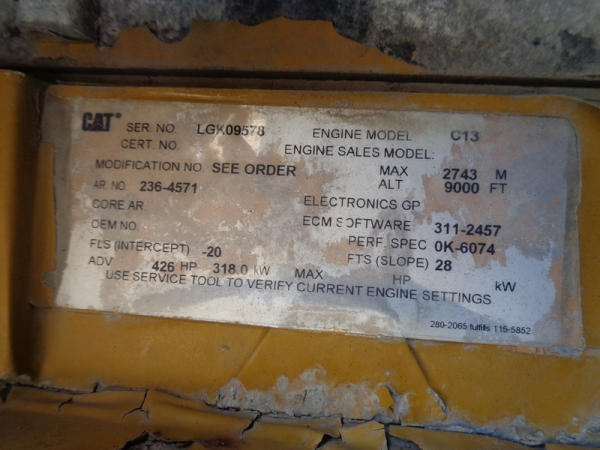 CAT® SER. NO. LGK09578 ENGINE MODEL C13
CERT. NO. ENGINE SALES MODEL:
MODIFICATION NO. SEE ORDER MAX ALT 2743 M 9000 FT
AR. NO. 236-4571 ELECTRONICS GP
CORE AR. ECM SOFTWARE 311-2457
OEM NO. PERF. SPEC 0K-6074
FLS (INTERCEPT) -20 FTS (SLOPE) 28
ADV 426 HP 318.0 kW MAX HP kW
USE SERVICE TOOL TO VERIFY CURRENT ENGINE SETTINGS
280-2065 fulfills 115-5852